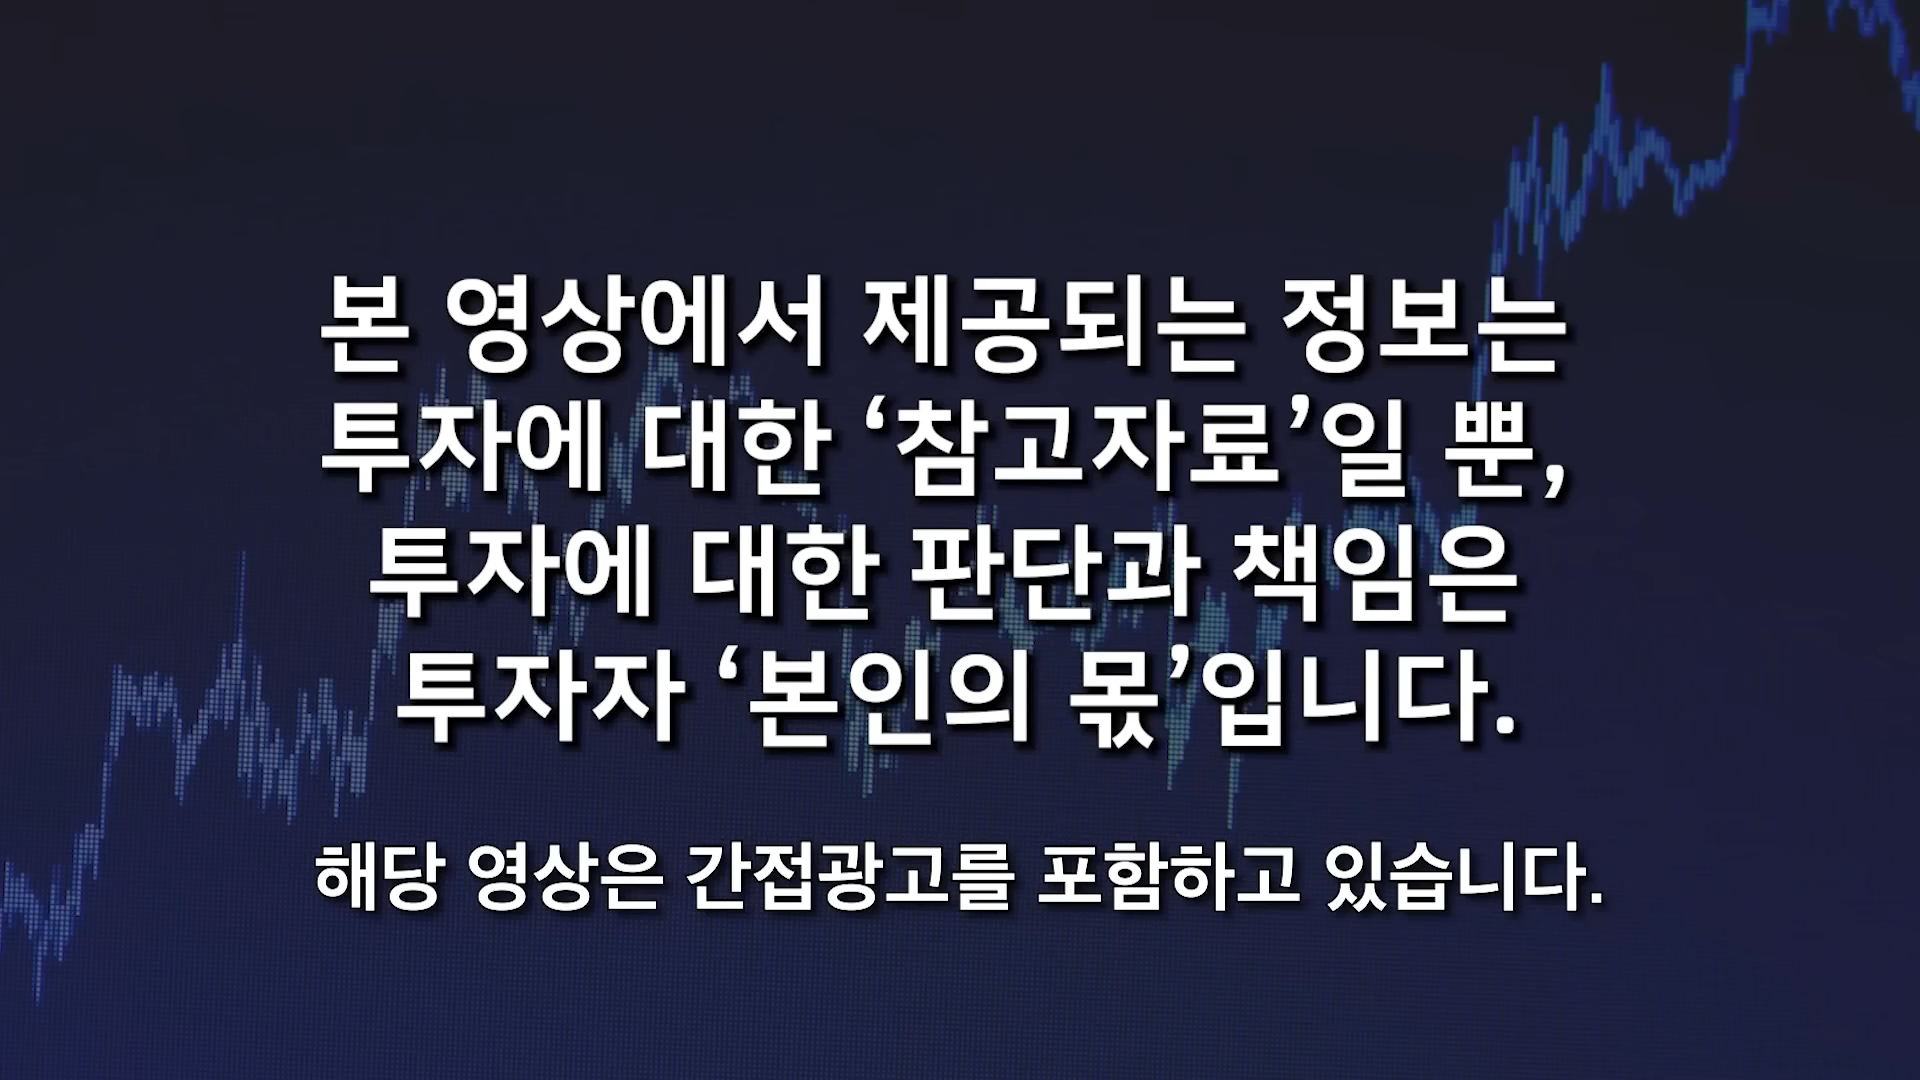 본 영상에서 제공되는 정보는
투자에 대한 ‘참고자료’일 뿐,
투자에 대한 판단과 책임은
투자자 ‘본인의 몫’입니다.
해당 영상은 간접광고를 포함하고 있습니다.